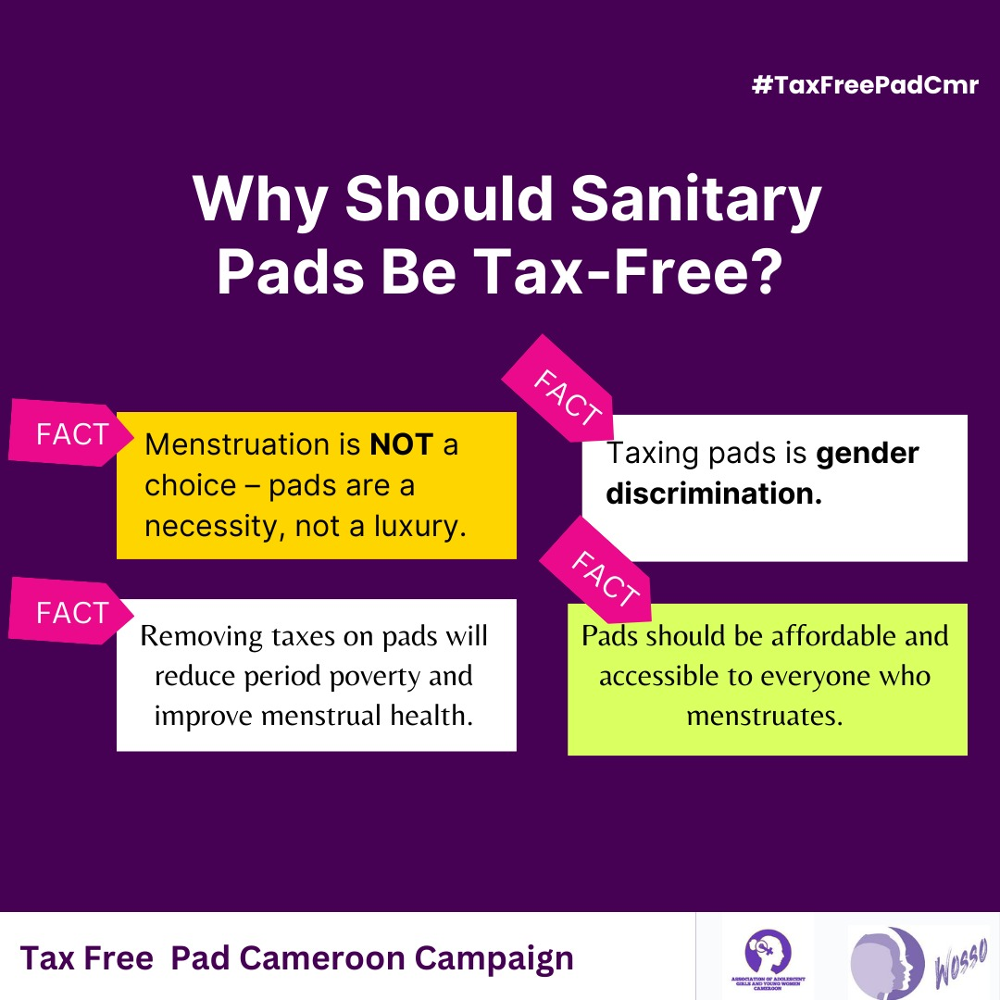 #TaxFreePadCmr
Why Should Sanitary
Pads Be Tax-Free?
FACT
Menstruation is NOT a
choice – pads are a
necessity, not a luxury.
FACT
Taxing pads is gender
discrimination.
FACT
Removing taxes on pads will
reduce period poverty and
improve menstrual health.
FACT
Pads should be affordable and
accessible to everyone who
menstruates.
Tax Free Pad Cameroon Campaign
ASSOCIATION OF ADOLESCENT
GIRLS AND YOUNG WOMEN
CAMEROON
Wosso